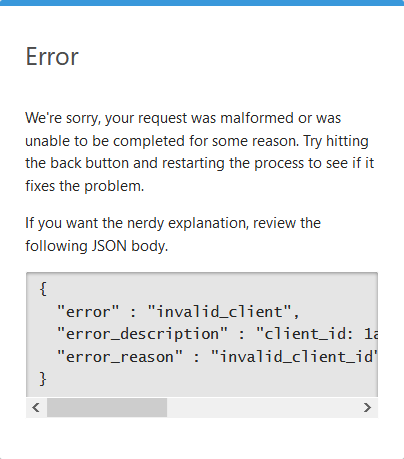 Error
We're sorry, your request was malformed or was
unable to be completed for some reason. Try hitting
the back button and restarting the process to see if it
fixes the problem.
If you want the nerdy explanation, review the
following JSON body.
{
"error" : "invalid_client",
"error_description" : "client_id: 1a
"error_reason" : "invalid_client_id"
}